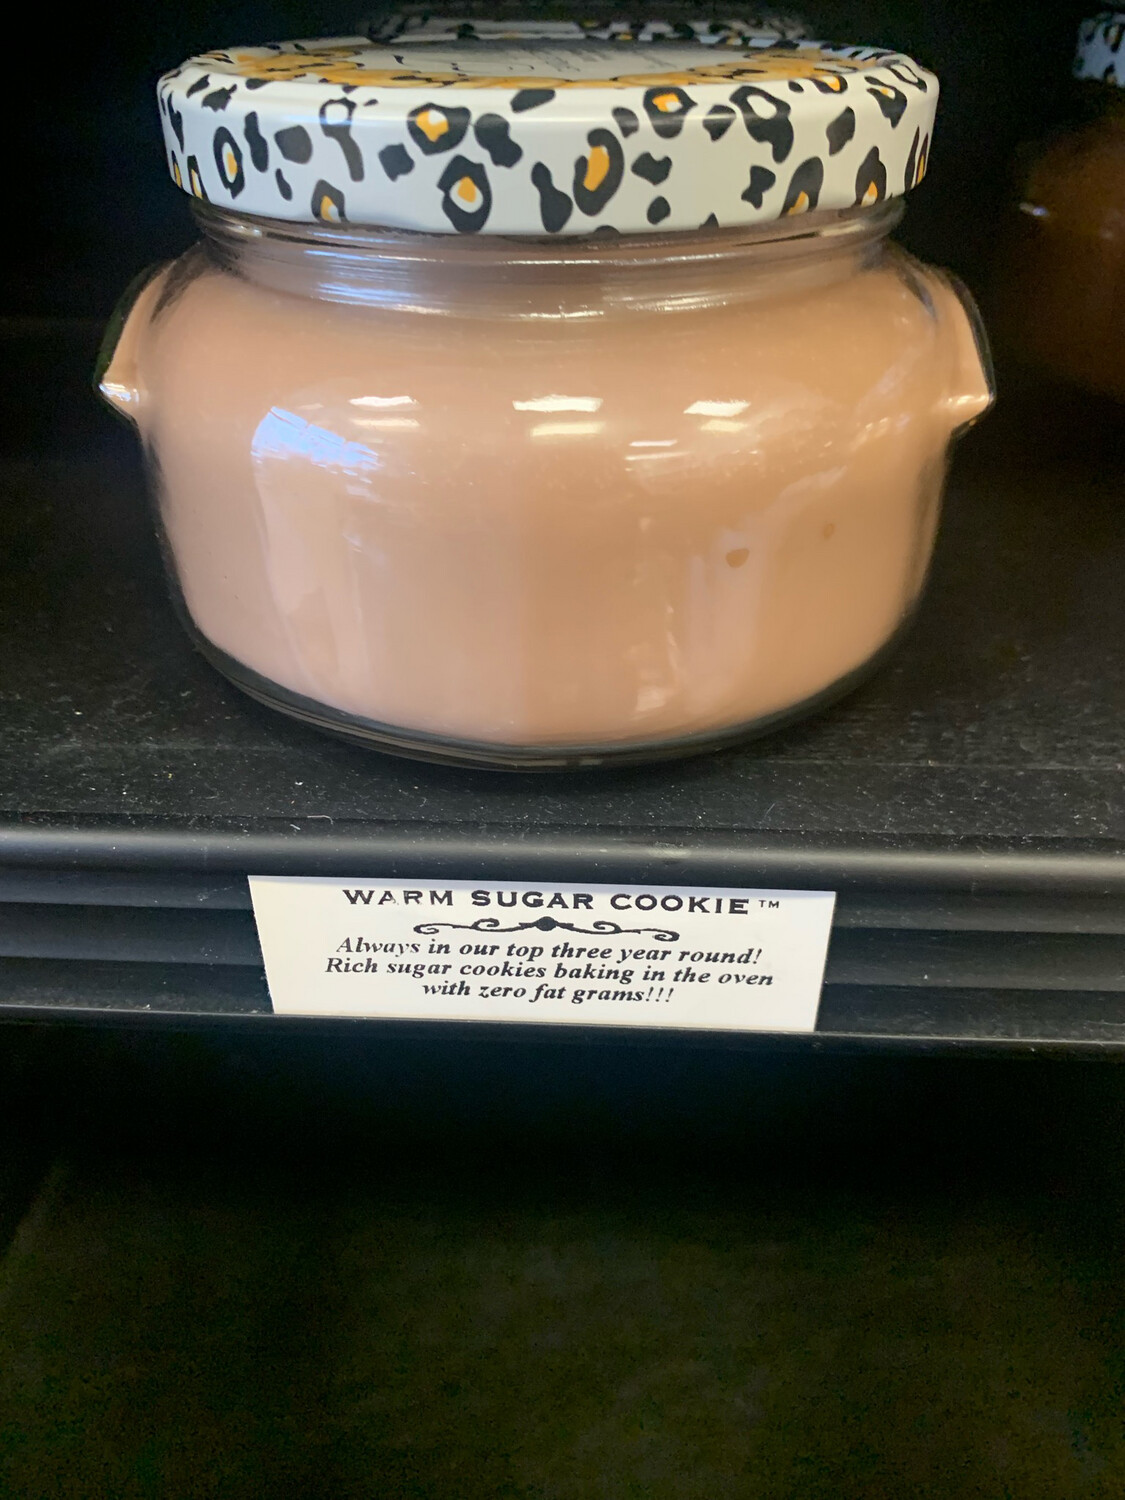 WARM SUGAR COOKIE™
Always in our top three year round!
Rich sugar cookies baking in the oven
with zero fat grams!!!